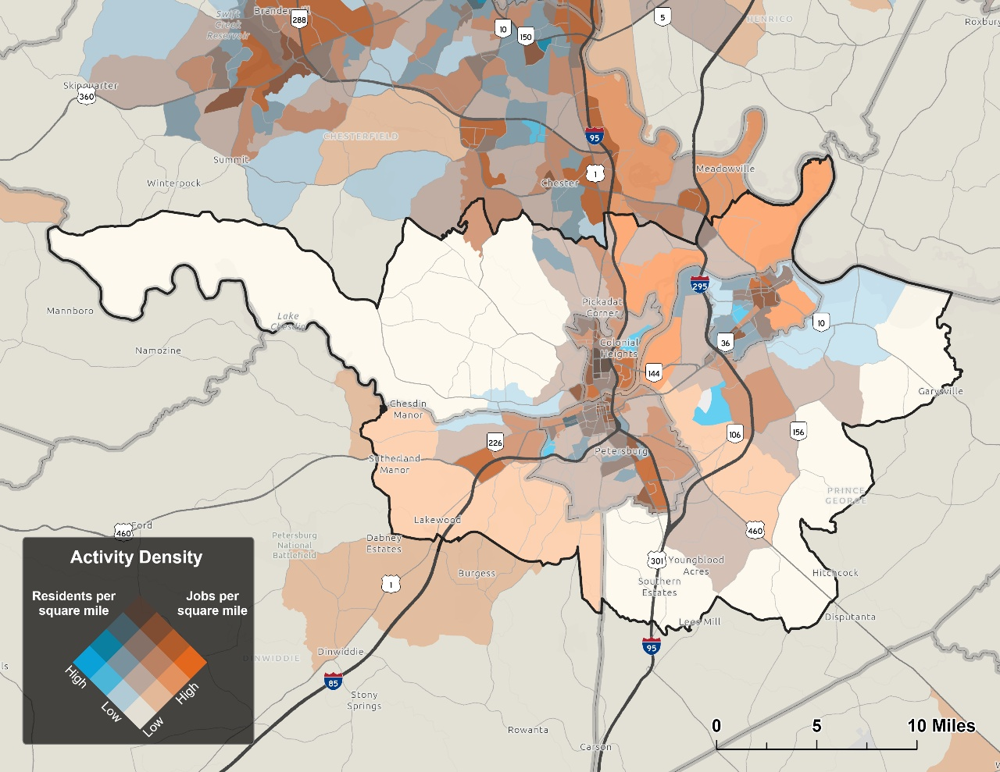 Swift
Creek
Reservoir
288
10
150
5
HENRICO
Roxbury
Skinquarter
360
CHESTERFIELD
95
Summit
Winterpock
1
Chester
Meadowville
Mannboro
Lake
Chesdin
Namozine
295
Pickadat
Corner
10
Colonial
Heights
36
144
Garysville
Chesdin
Manor
226
106
156
Petersburg
Sutherland
Manor
PRINCE
GEORGE
460
Ford
Lakewood
460
Petersburg
National
Battlefield
Dabney
Estates
301
Youngblood
Acres
Burgess
1
Southern
Estates
Hitchcock
Disputanta
Lees Mill
95
Dinwiddie
DINWIDDIE
85
Stony
Springs
Rowanta
Carson
Activity Density
Residents per
square mile
Jobs per
square mile
High
Low
Low
High
0 5 10 Miles